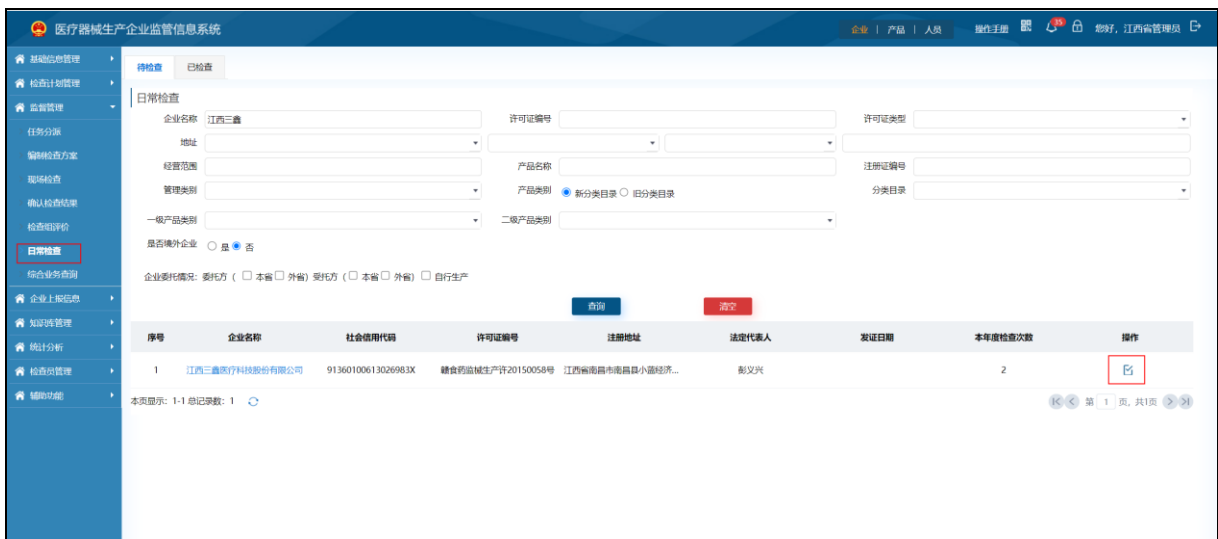 医疗器械生产企业监管信息系统
企业 | 产品 | 人员
操作手册
35
您好, 江西省管理员
基础信息管理
检查计划管理
监督管理
任务分派
编制检查方案
现场检查
确认检查结果
检查组评价
日常检查
综合业务查询
企业上报信息
知识库管理
统计分析
检查员管理
辅助功能
待检查 已检查
日常检查
企业名称 江西三鑫 许可证编号 许可证类型
地址
经营范围 产品名称 注册证编号
管理类别 产品类别 新分类目录 旧分类目录 分类目录
一级产品类别 二级产品类别
是否境外企业 是 否
企业委托情况: 委托方 ( 本省 外省) 受托方 ( 本省 外省) 自行生产
查询 清空
序号 企业名称 社会信用代码 许可证编号 注册地址 法定代表人 发证日期 本年度检查次数 操作
1 江西三鑫医疗科技股份有限公司 91360100613026983X 赣食药监械生产许20150058号 江西省南昌市南昌县小蓝经济... 彭义兴 2
本页显示: 1-1 总记录数: 1 第 1 页, 共1页